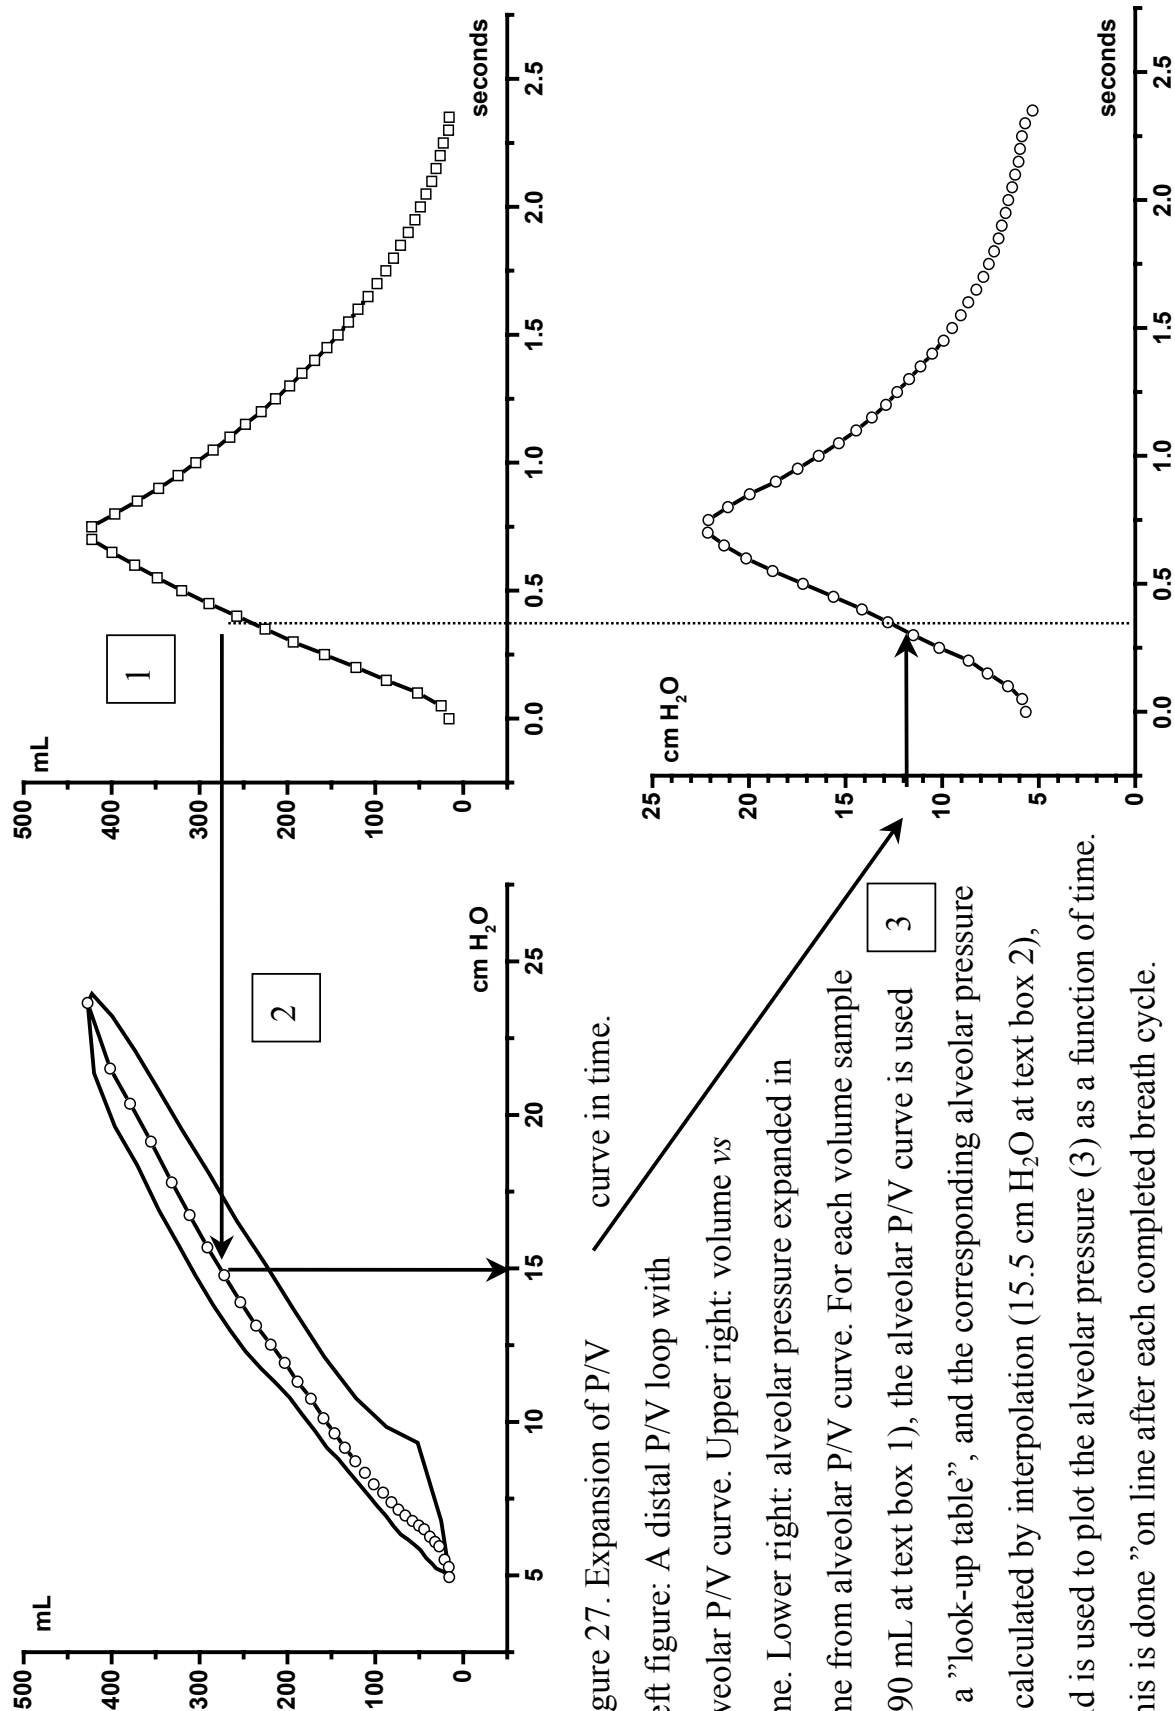 mL
500
400
300
200
100
0
5 10 15 20 25
cm H₂O
2
mL
500
400
300
200
100
0
1
0.0 0.5 1.0 1.5 2.0 2.5
seconds
gure 27. Expansion of P/V curve in time.
eft figure: A distal P/V loop with
veolar P/V curve. Upper right: volume vs
ne. Lower right: alveolar pressure expanded in
ne from alveolar P/V curve. For each volume sample
90 mL at text box 1), the alveolar P/V curve is used
a ”look-up table”, and the corresponding alveolar pressure
calculated by interpolation (15.5 cm H₂O at text box 2),
d is used to plot the alveolar pressure (3) as a function of time.
his is done ”on line after each completed breath cycle.
3
cm H₂O
25
20
15
10
5
0
0.0 0.5 1.0 1.5 2.0 2.5
seconds